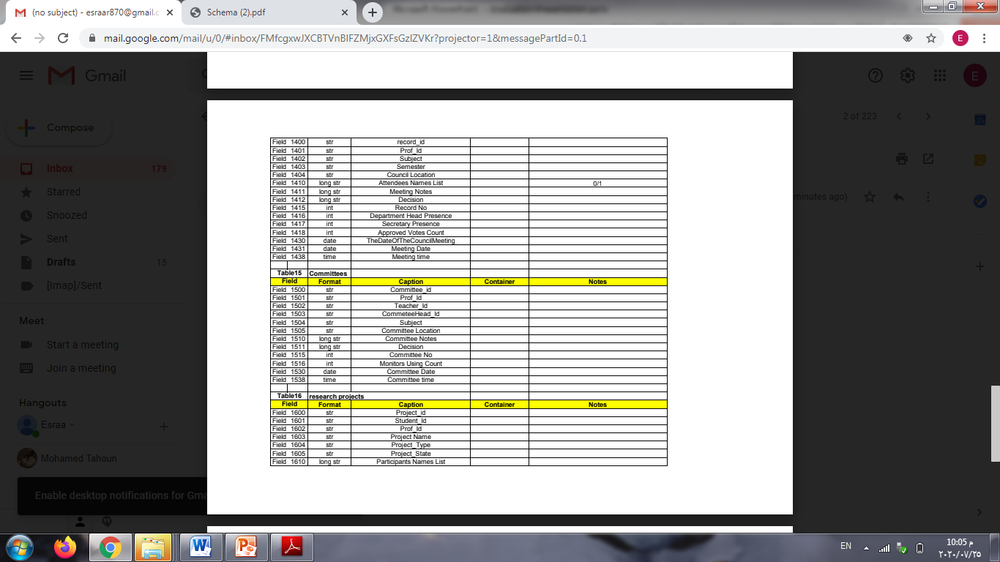 (no subject) - esraar870@gmail.c
Schema (2).pdf
mail.google.com/mail/u/0/#inbox/FMfcgxwJXCBTVnBlFZMjxGXFsGzlZVKr?projector=1&messagePartId=0.1
E
Gmail
E
Compose
2 of 223
Inbox 179
Starred
Snoozed
minutes ago)
Sent
Drafts 15
[Imap]/Sent
Meet
Start a meeting
Join a meeting
Hangouts
Esraa
Mohamed Tahoun
Enable desktop notifications for Gma
Field 1400 str record_id
Field 1401 str Prof_Id
Field 1402 str Subject
Field 1403 str Semester
Field 1404 str Council Location
Field 1410 long str Attendees Names List 0/1
Field 1411 long str Meeting Notes
Field 1412 long str Decision
Field 1415 int Record No
Field 1416 int Department Head Presence
Field 1417 int Secretary Presence
Field 1418 int Approved Votes Count
Field 1430 date TheDateOfTheCouncilMeeting
Field 1431 date Meeting Date
Field 1438 time Meeting time
Table15 Committees
Field Format Caption Container Notes
Field 1500 str Committee_id
Field 1501 str Prof_Id
Field 1502 str Teacher_Id
Field 1503 str CommeteeHead_Id
Field 1504 str Subject
Field 1505 str Committee Location
Field 1510 long str Committee Notes
Field 1511 long str Decision
Field 1515 int Committee No
Field 1516 int Monitors Using Count
Field 1530 date Committee Date
Field 1538 time Committee time
Table16 research projects
Field Format Caption Container Notes
Field 1600 str Project_id
Field 1601 str Student_Id
Field 1602 str Prof_Id
Field 1603 str Project Name
Field 1604 str Project_Type
Field 1605 str Project_State
Field 1610 long str Participants Names List
EN
10:05 م
٢٠٢٠/٠٧/٢٥